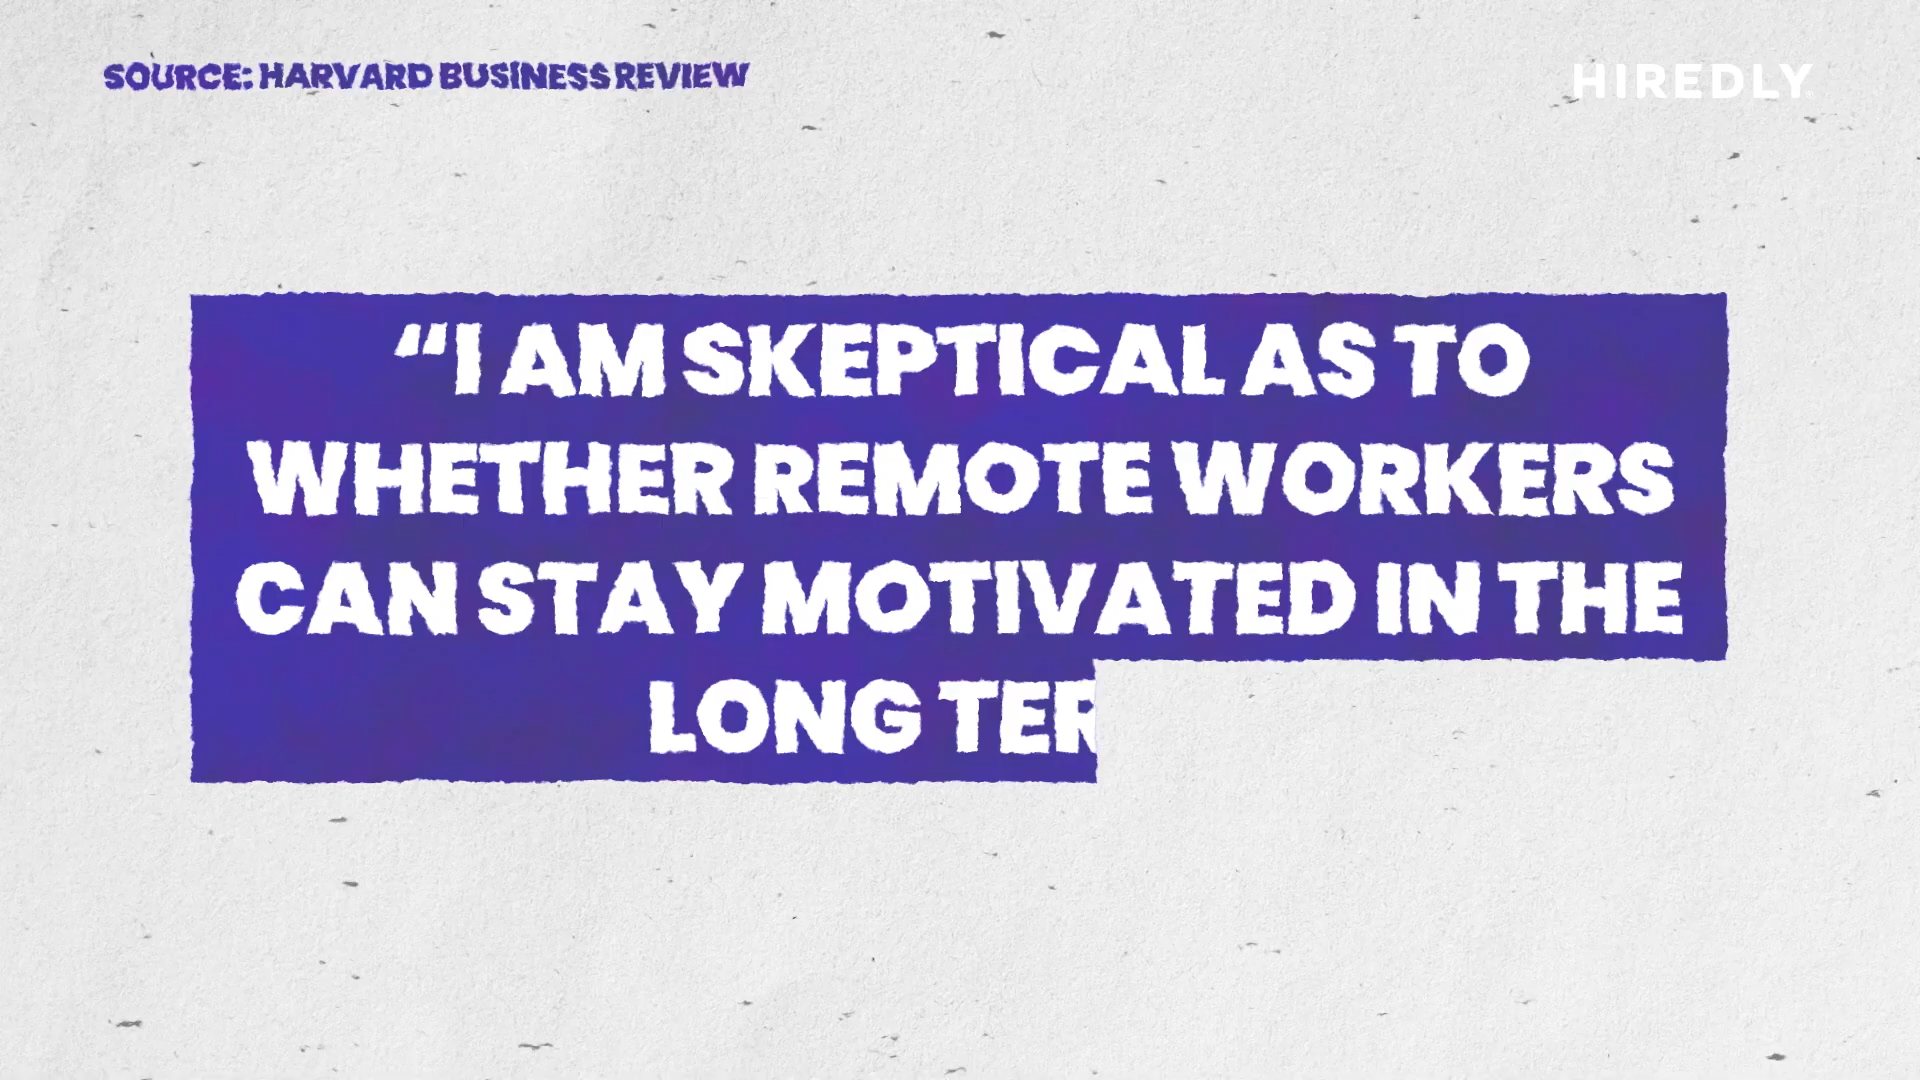 SOURCE: HARVARD BUSINESS REVIEW
HIREDLY
“I AM SKEPTICAL AS TO
WHETHER REMOTE WORKERS
CAN STAY MOTIVATED IN THE
LONG TER